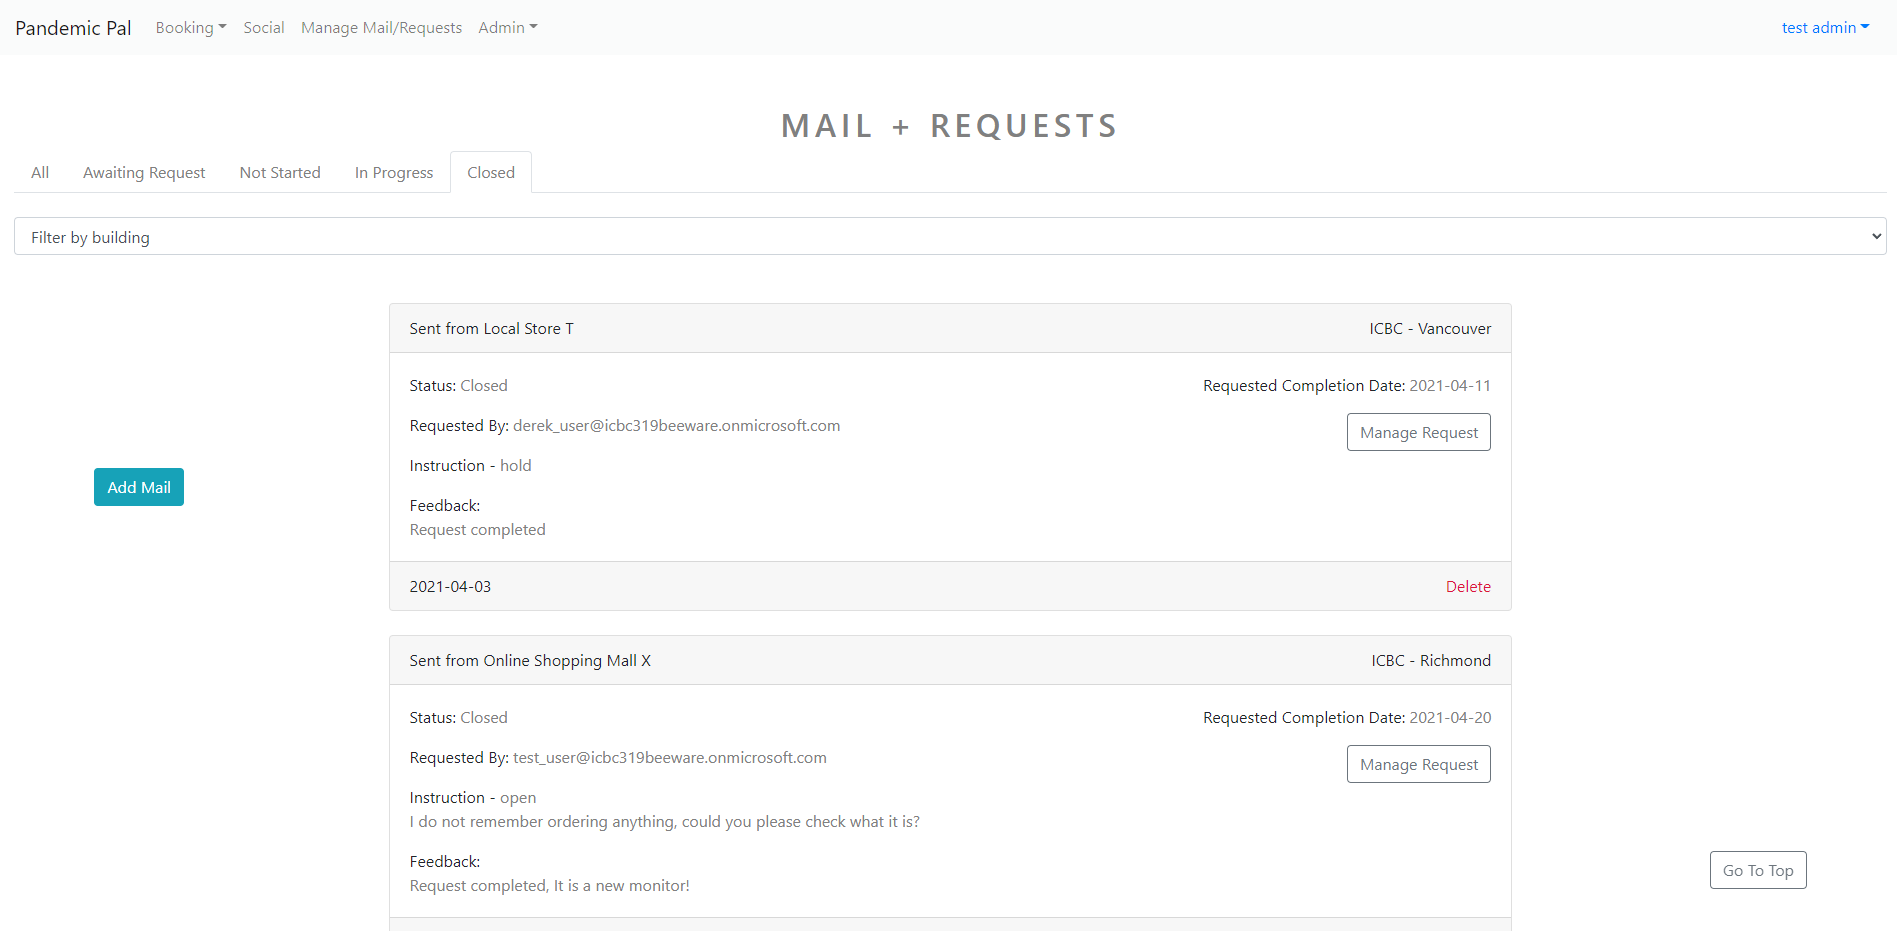 Pandemic Pal Booking Social Manage Mail/Requests Admin test admin
MAIL + REQUESTS
All Awaiting Request Not Started In Progress Closed
Filter by building
Sent from Local Store T ICBC - Vancouver
Status: Closed Requested Completion Date: 2021-04-11
Requested By: derek_user@icbc319beeware.onmicrosoft.com
Manage Request
Instruction - hold
Add Mail
Feedback:
Request completed
2021-04-03 Delete
Sent from Online Shopping Mall X ICBC - Richmond
Status: Closed Requested Completion Date: 2021-04-20
Requested By: test_user@icbc319beeware.onmicrosoft.com
Manage Request
Instruction - open
I do not remember ordering anything, could you please check what it is?
Feedback:
Go To Top
Request completed, It is a new monitor!